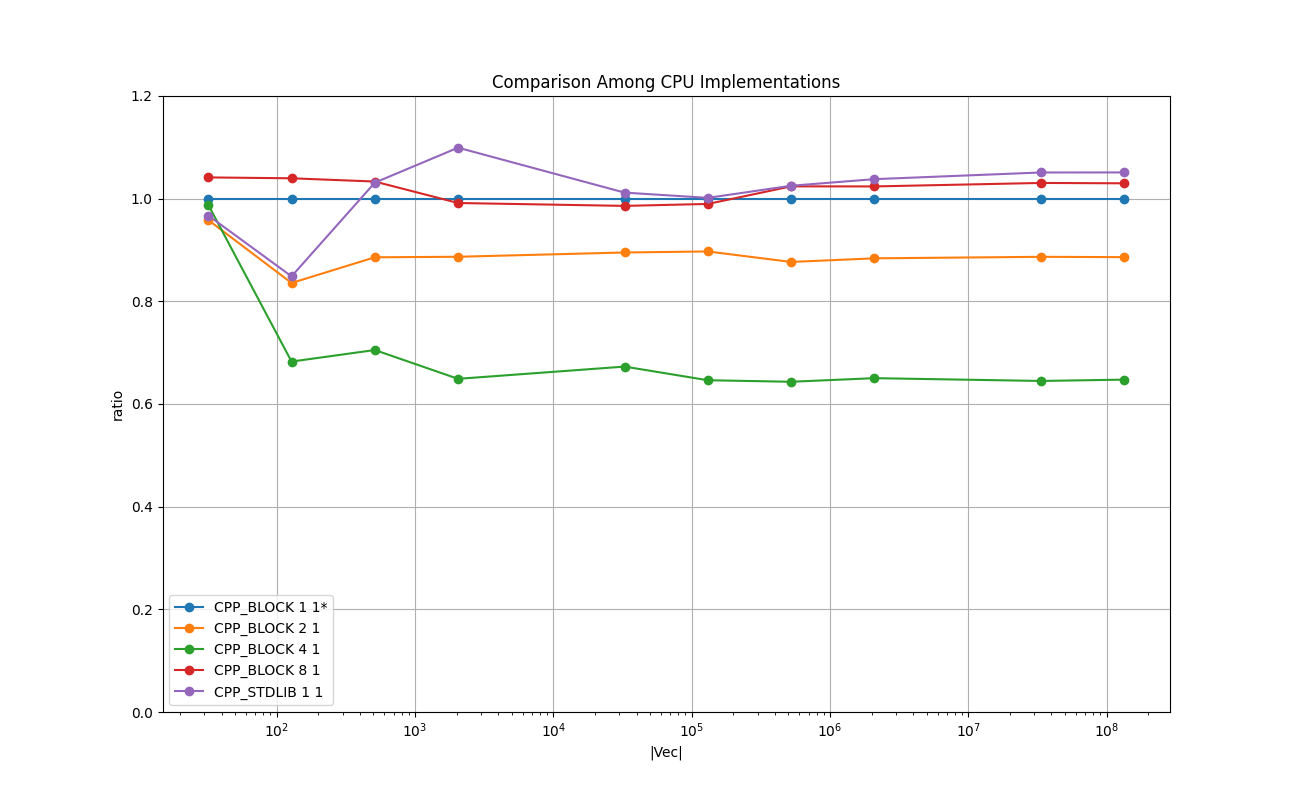 Comparison Among CPU Implementations
1.2
1.0
0.8
0.6
0.4
0.2
0.0
ratio
CPP_BLOCK 1 1*
CPP_BLOCK 2 1
CPP_BLOCK 4 1
CPP_BLOCK 8 1
CPP_STDLIB 1 1
10² 10³ 10⁴ 10⁵ 10⁶ 10⁷ 10⁸
|Vec|